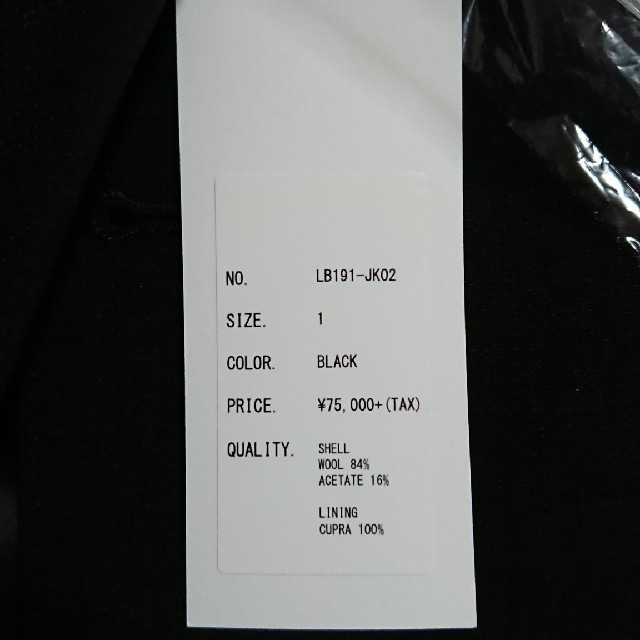 NO. LB191-JK02
SIZE. 1
COLOR. BLACK
PRICE. ¥75,000+(TAX)
QUALITY. SHELL
WOOL 84%
ACETATE 16%
LINING
CUPRA 100%